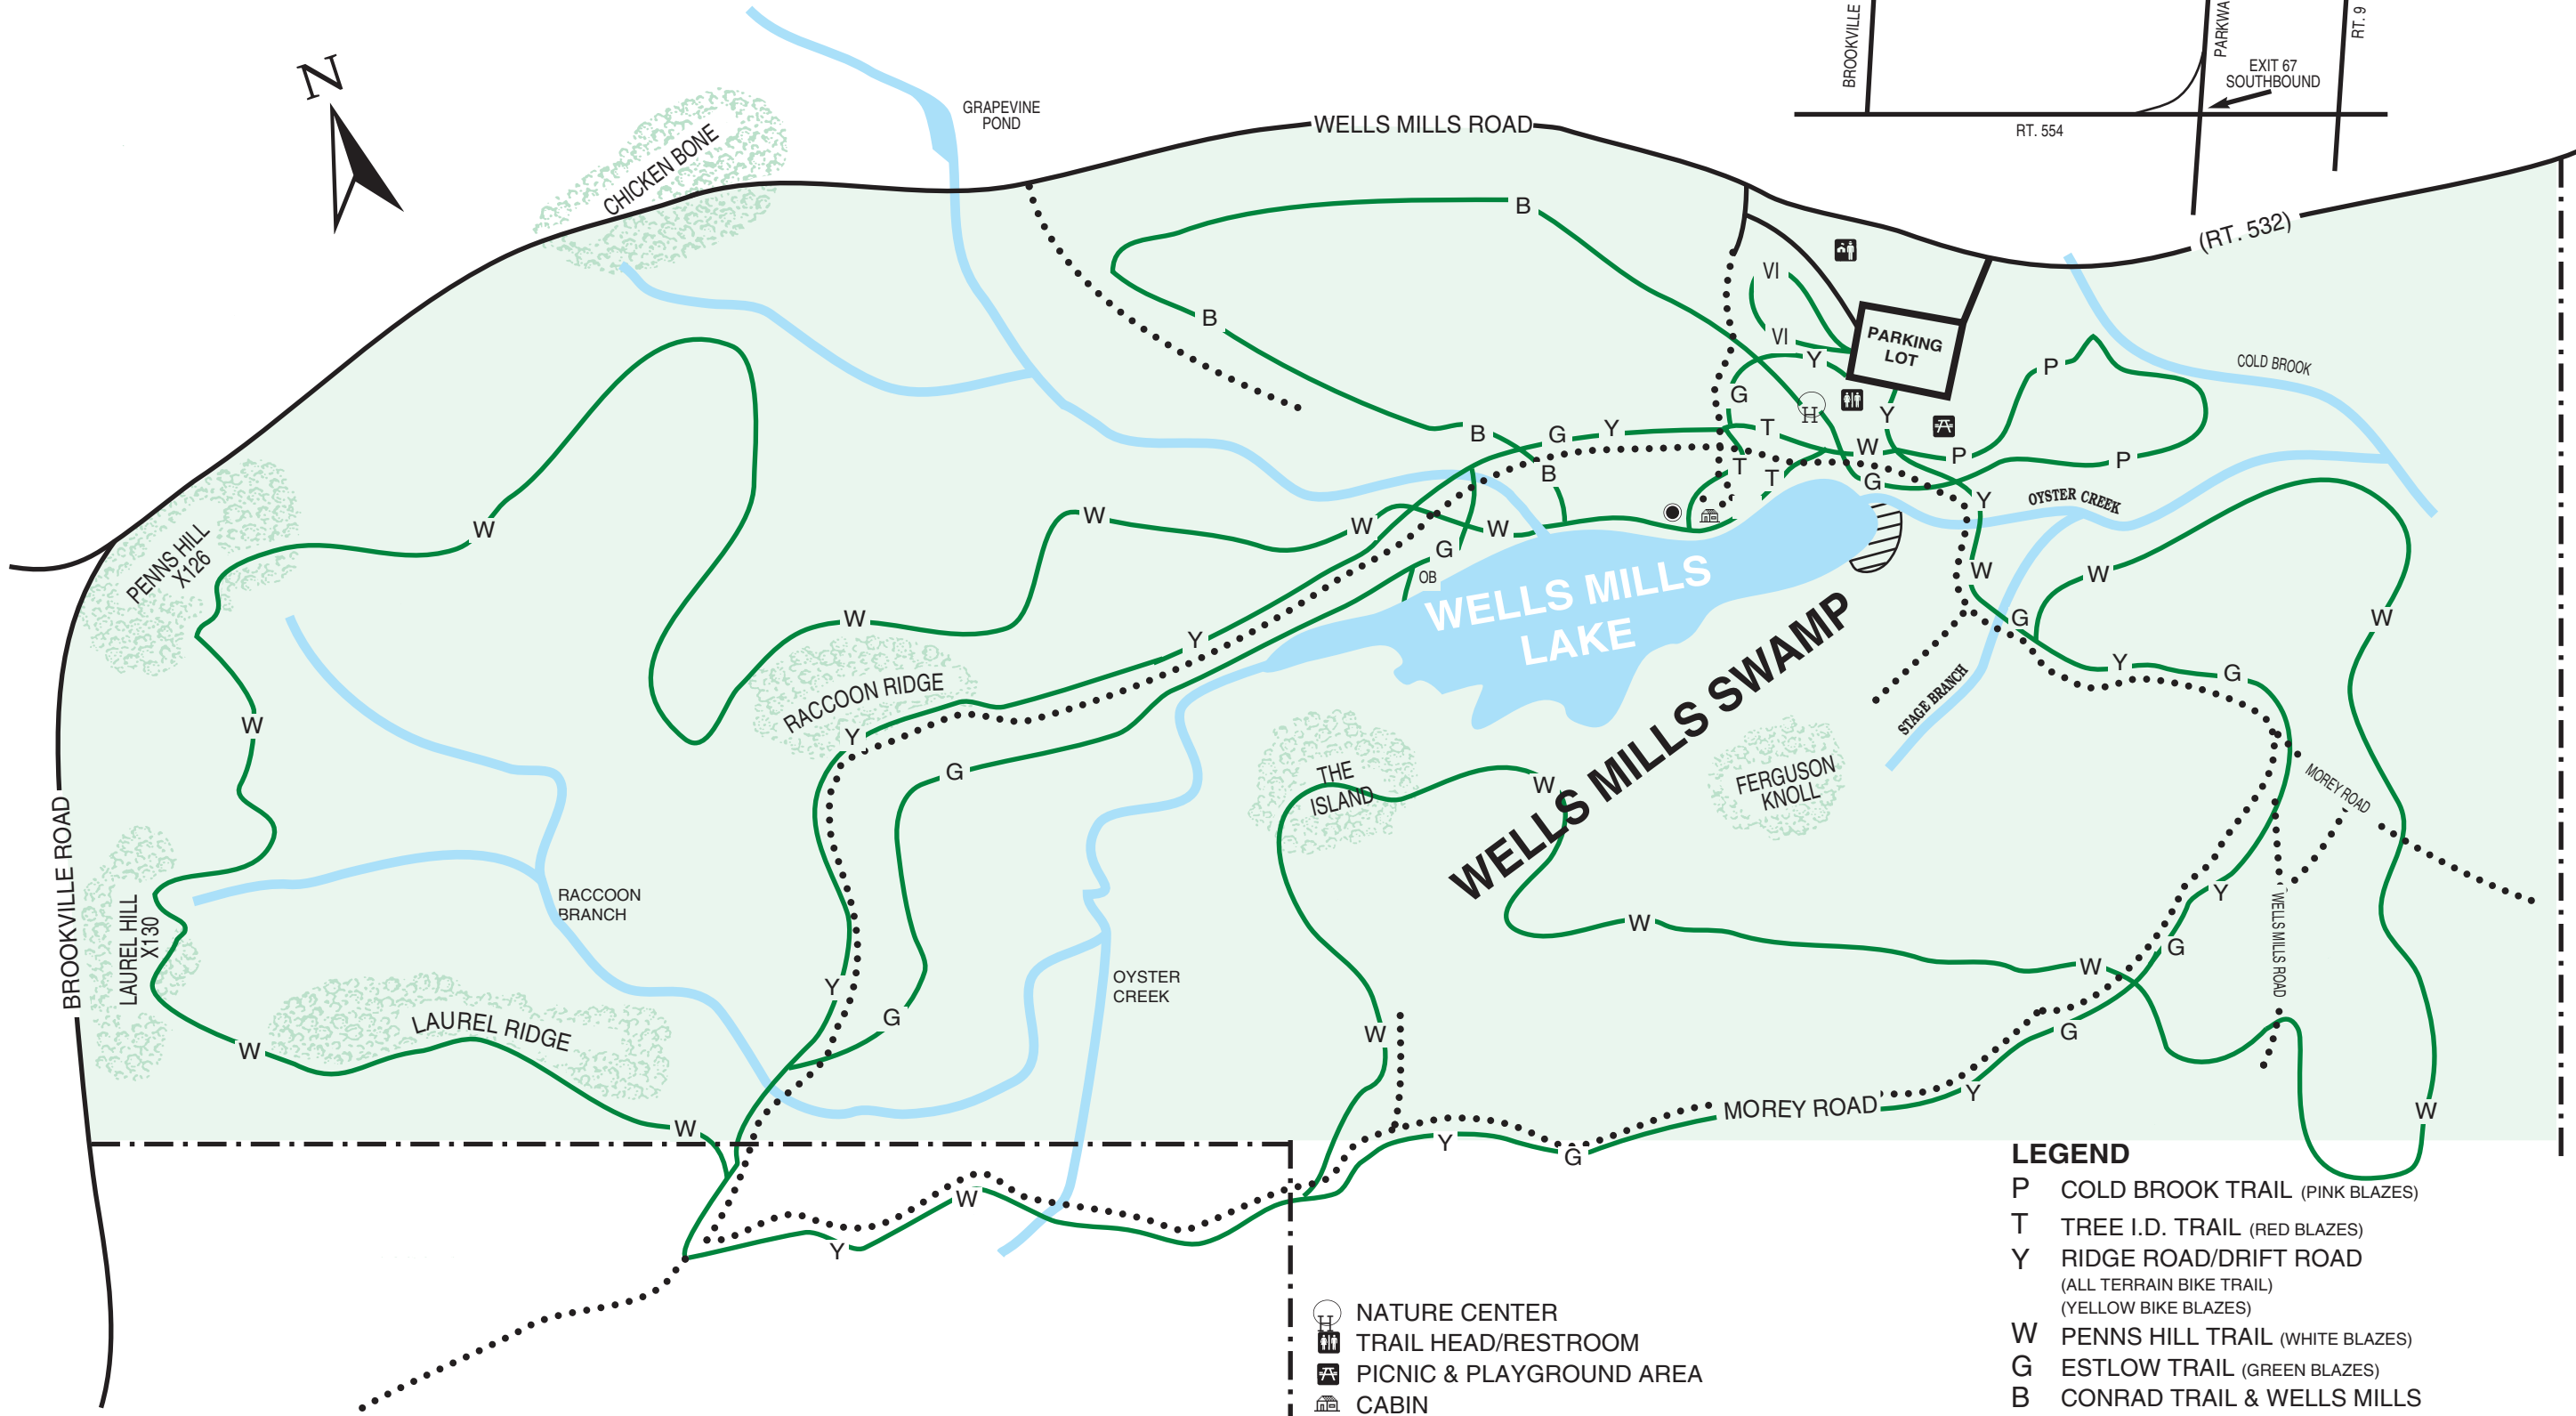 N
CHICKEN BONE
GRAPEVINE
POND
WELLS MILLS ROAD
BROOKVILLE
PARKWA
RT. 9
EXIT 67
SOUTHBOUND
RT. 554
(RT. 532)
B
B
B
B
VI
VI
Y
PARKING
LOT
G
H
Y
P
COLD BROOK
G
Y
T
W
P
P
T
T
G
Y
OYSTER CREEK
W
W
W
W
G
OB
W
W
W
G
PENNS HILL
X126
W
Y
WELLS MILLS
LAKE
WELLS MILLS SWAMP
STAGE BRANCH
Y
G
RACCOON RIDGE
Y
G
W
THE
ISLAND
W
FERGUSON
KNOLL
MOREY ROAD
BROOKVILLE ROAD
RACCOON
BRANCH
LAUREL HILL
X130
Y
W
G
W
WELLS MILLS ROAD
OYSTER
CREEK
Y
G
LAUREL RIDGE
W
W
G
W
W
MOREY ROAD
Y
Y
G
W
Y
LEGEND
P COLD BROOK TRAIL (PINK BLAZES)
T TREE I.D. TRAIL (RED BLAZES)
Y RIDGE ROAD/DRIFT ROAD
(ALL TERRAIN BIKE TRAIL)
(YELLOW BIKE BLAZES)
W PENNS HILL TRAIL (WHITE BLAZES)
G ESTLOW TRAIL (GREEN BLAZES)
B CONRAD TRAIL & WELLS MILLS
H NATURE CENTER
TRAIL HEAD/RESTROOM
PICNIC & PLAYGROUND AREA
CABIN